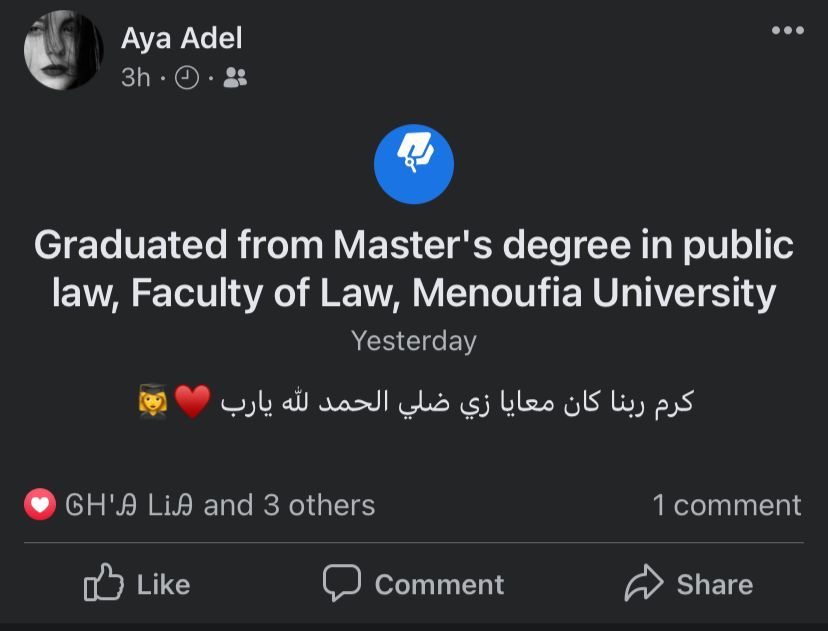 Aya Adel
3h
Graduated from Master's degree in public
law, Faculty of Law, Menoufia University
Yesterday
كرم ربنا كان معايا زي ضلي الحمد لله يارب ♥️👩‍🎓
ᎶH'Ꭿ LiᎯ and 3 others
1 comment
Like
Comment
Share